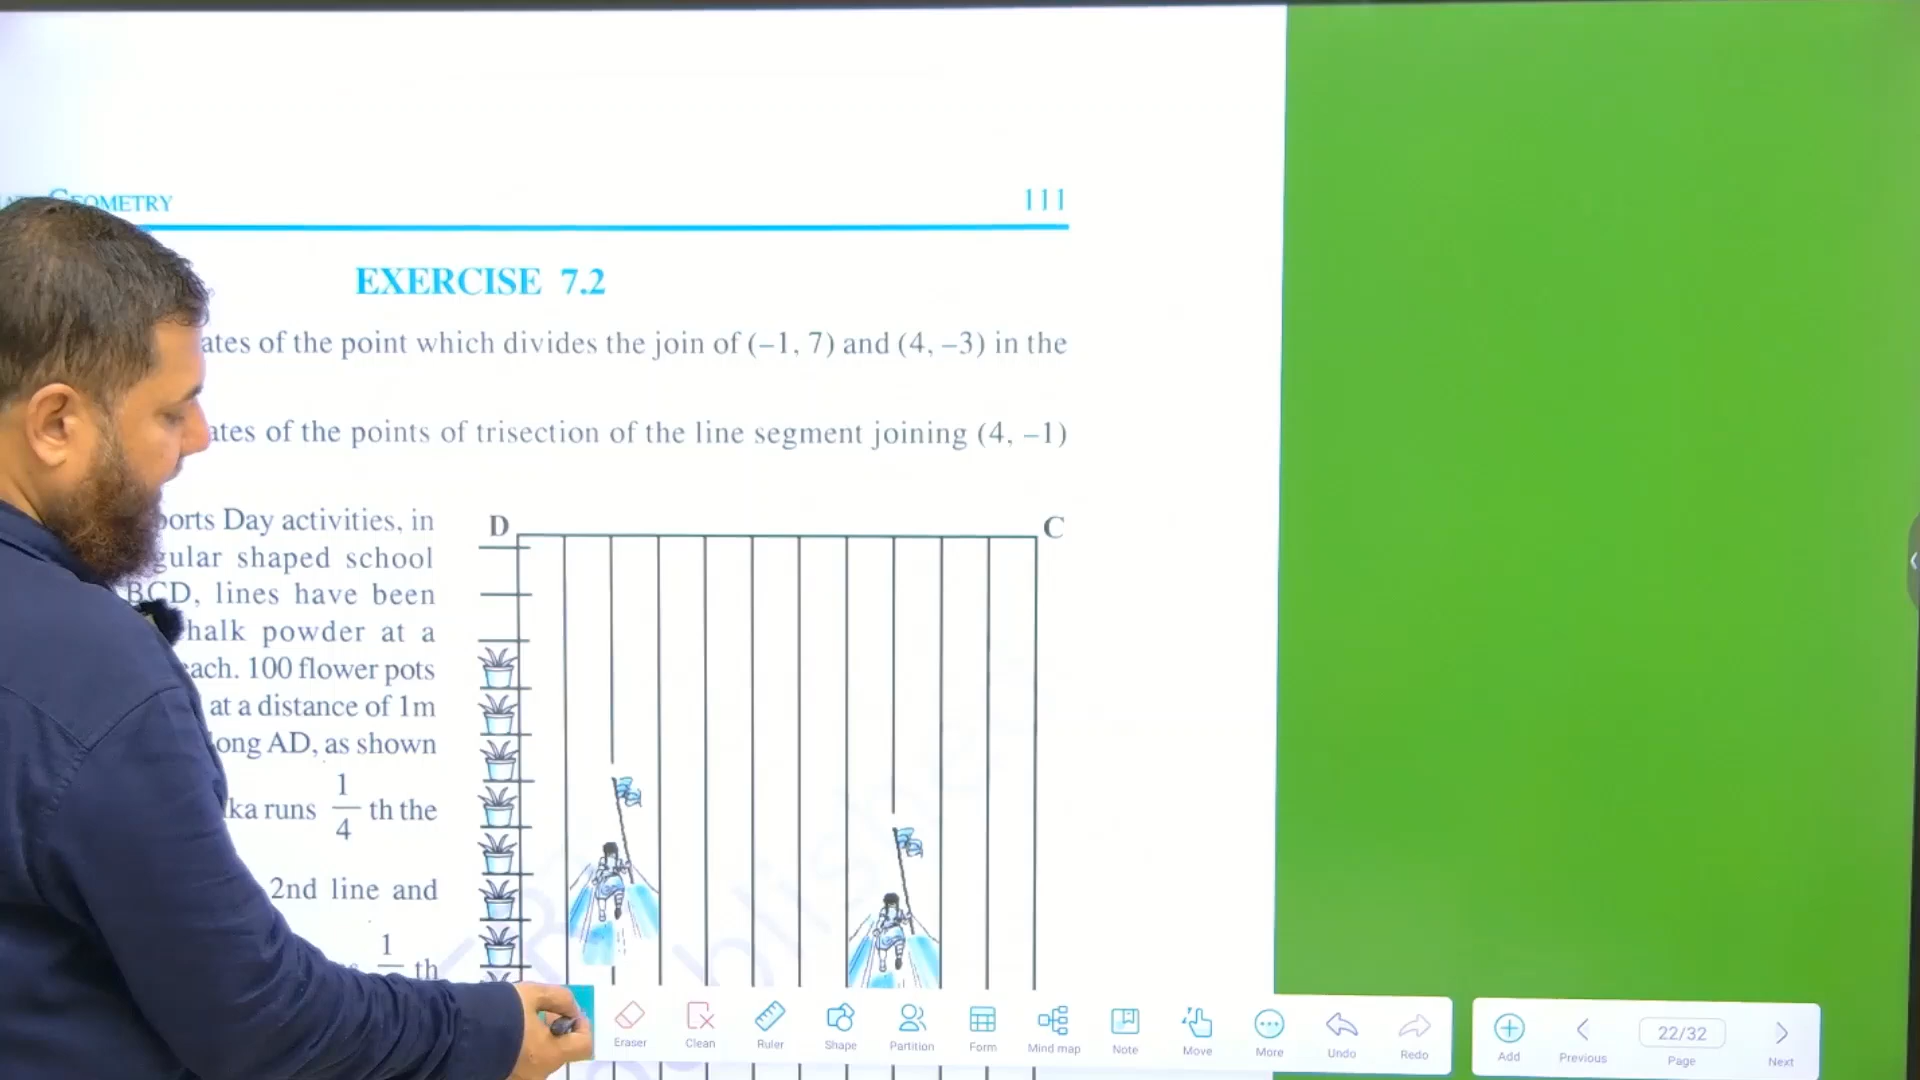 GEOMETRY
111
EXERCISE 7.2
ates of the point which divides the join of (–1, 7) and (4, –3) in the
ates of the points of trisection of the line segment joining (4, –1)
orts Day activities, in
gular shaped school
BCD, lines have been
halk powder at a
ach. 100 flower pots
at a distance of 1m
ong AD, as shown
ka runs 1/4 th the
2nd line and
1
th
D
C
blishe
Eraser
Clean
Ruler
Shape
Partition
Form
Mind map
Note
Move
More
Undo
Redo
Add
Previous
22/32
Page
Next